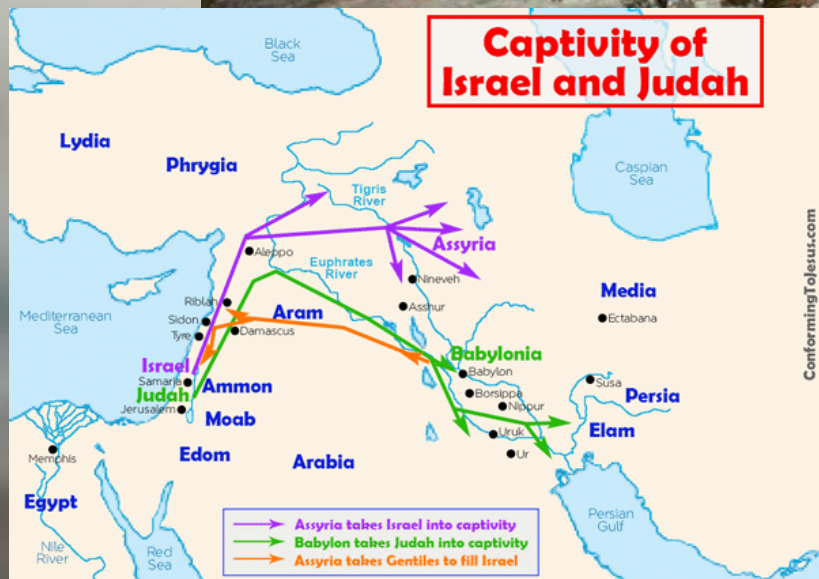 Captivity of
Israel and Judah
Black
Sea
Lydia
Phrygia
Caspian
Sea
Tigris
River
Assyria
Aleppo
Euphrates
River
Nineveh
Media
Mediterranean
Sea
Riblah
Aram
Asshur
Ectabana
Sidon
Tyre
Damascus
Israel
Babylonia
Samaria
Ammon
Babylon
Susa
Judah
Borsippa
Persia
Jerusalem
Moab
Nippur
Elam
Uruk
Edom
Arabia
Ur
Memphis
Egypt
Persian
Gulf
Nile
River
Red
Sea
Assyria takes Israel into captivity
Babylon takes Judah into captivity
Assyria takes Gentiles to fill Israel
ConformingToJesus.com